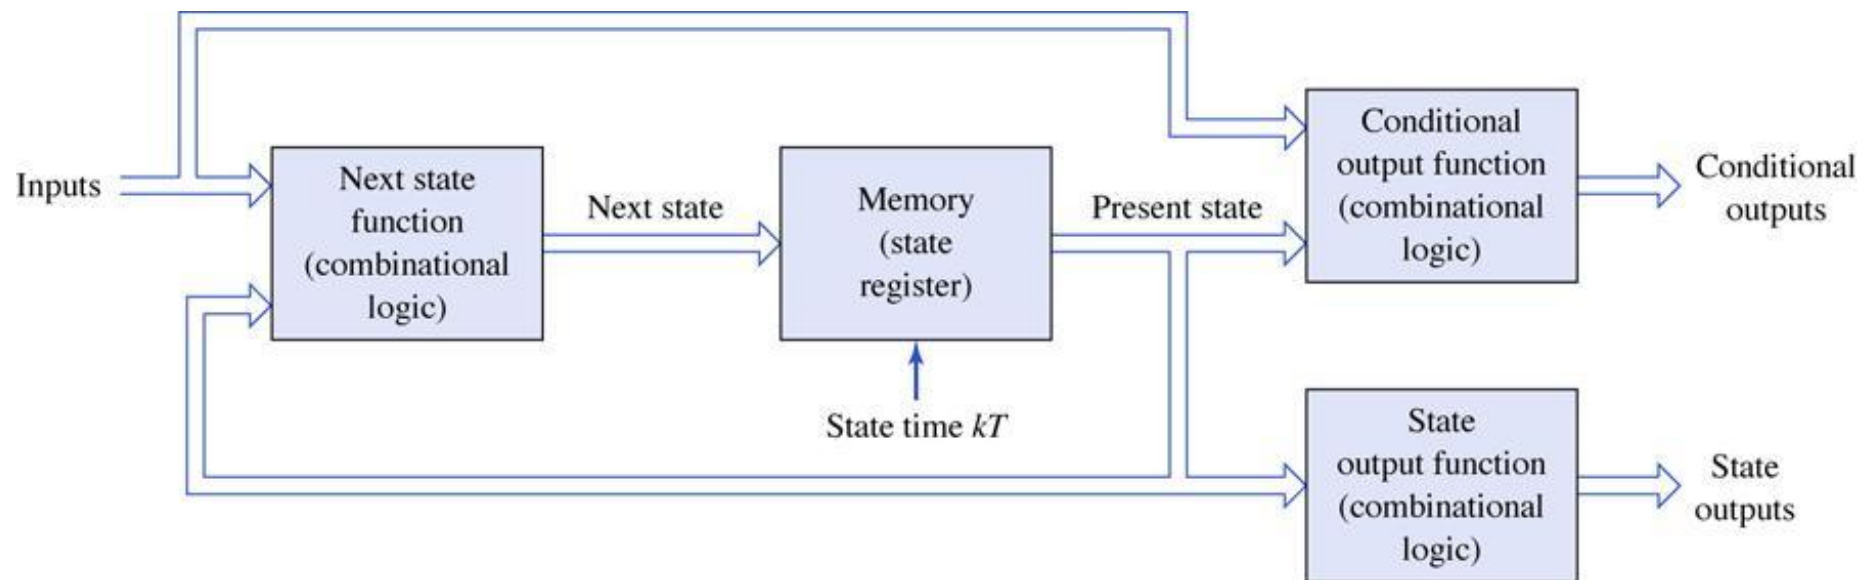 Inputs
Next state
function
(combinational
logic)
Next state
Memory
(state
register)
State time kT
Present state
Conditional
output function
(combinational
logic)
Conditional
outputs
State
output function
(combinational
logic)
State
outputs